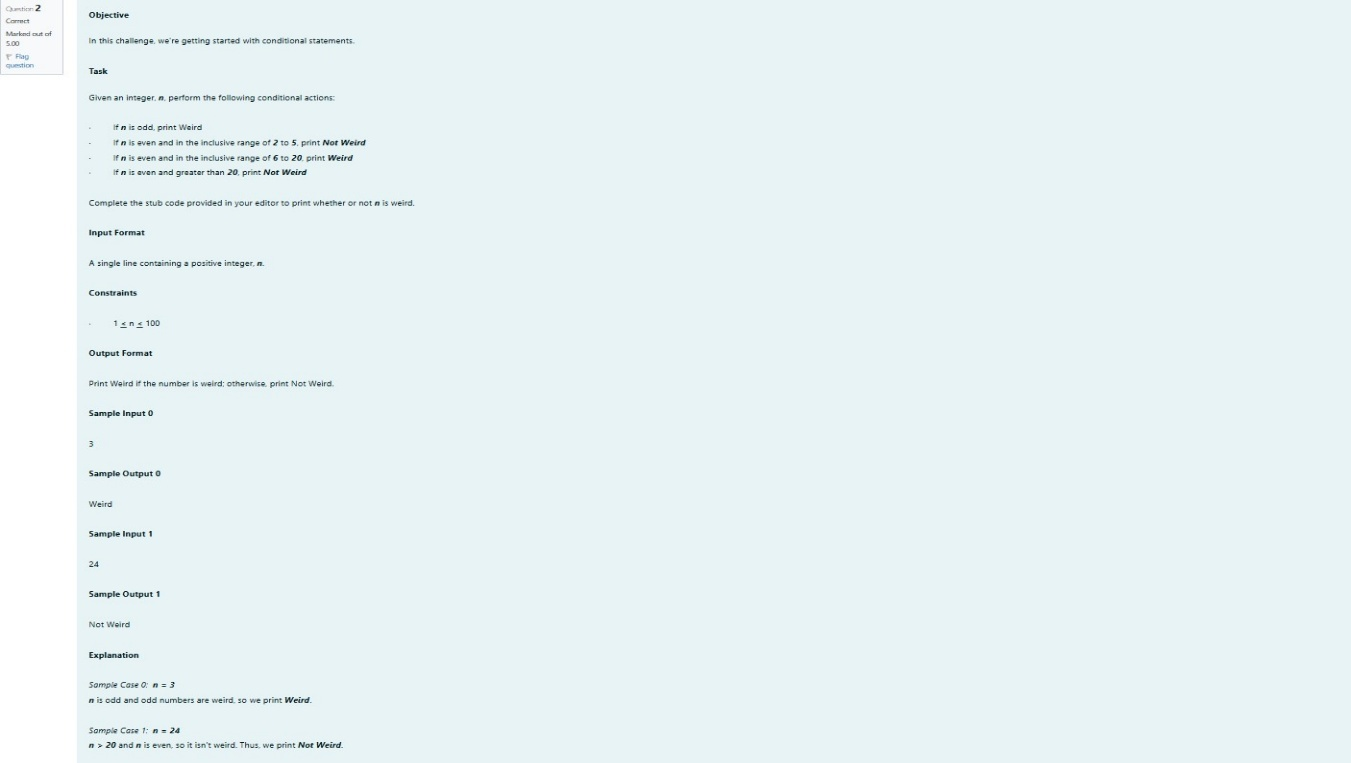 Question 2
Correct
Marked out of
5.00
Flag
question
Objective
In this challenge, we're getting started with conditional statements.
Task
Given an integer, n, perform the following conditional actions:
· If n is odd, print Weird
· If n is even and in the inclusive range of 2 to 5, print Not Weird
· If n is even and in the inclusive range of 6 to 20, print Weird
· If n is even and greater than 20, print Not Weird
Complete the stub code provided in your editor to print whether or not n is weird.
Input Format
A single line containing a positive integer, n.
Constraints
· 1 ≤ n ≤ 100
Output Format
Print Weird if the number is weird; otherwise, print Not Weird.
Sample Input 0
3
Sample Output 0
Weird
Sample Input 1
24
Sample Output 1
Not Weird
Explanation
Sample Case 0: n = 3
n is odd and odd numbers are weird, so we print Weird.
Sample Case 1: n = 24
n > 20 and n is even, so it isn't weird. Thus, we print Not Weird.